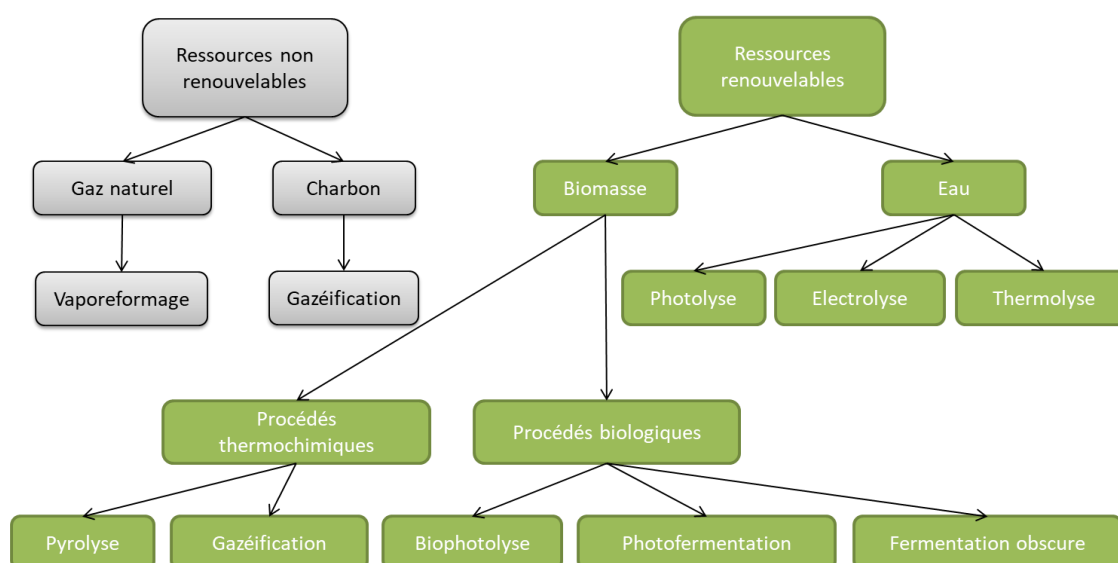 Ressources non
renouvelables
Ressources
renouvelables
Gaz naturel
Charbon
Biomasse
Eau
Vaporeformage
Gazéification
Photolyse
Electrolyse
Thermolyse
Procédés
thermochimiques
Procédés biologiques
Pyrolyse
Gazéification
Biophotolyse
Photofermentation
Fermentation obscure